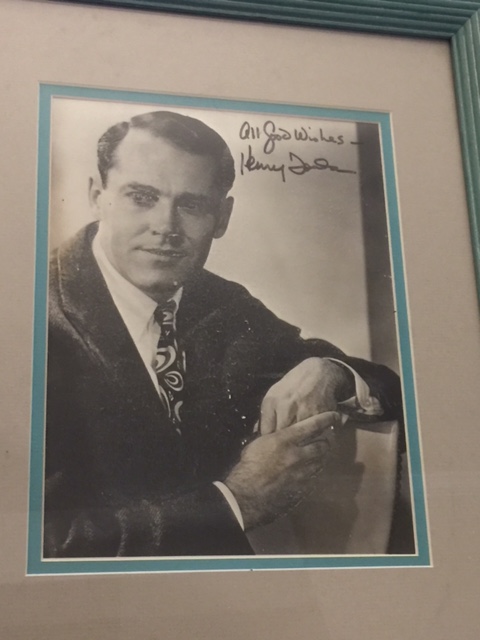 All Good Wishes –
Henry Fonda